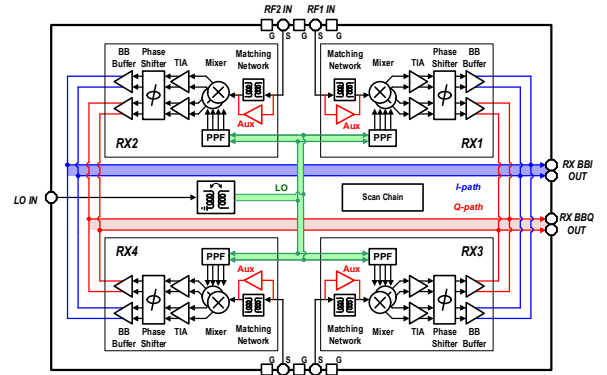 RF2 IN RF1 IN
G S G S G
BB Buffer
Phase Shifter
TIA
Mixer
Matching Network
Matching Network
Mixer
TIA
Phase Shifter
BB Buffer
ϕ
ϕ
Aux
Aux
RX2
PPF
PPF
RX1
RX BBI OUT
LO IN
LO
Scan Chain
I-path
Q-path
RX BBQ OUT
RX4
PPF
PPF
RX3
Aux
Aux
ϕ
ϕ
BB Buffer
Phase Shifter
TIA
Mixer
Matching Network
Matching Network
Mixer
TIA
Phase Shifter
BB Buffer
G S G S G